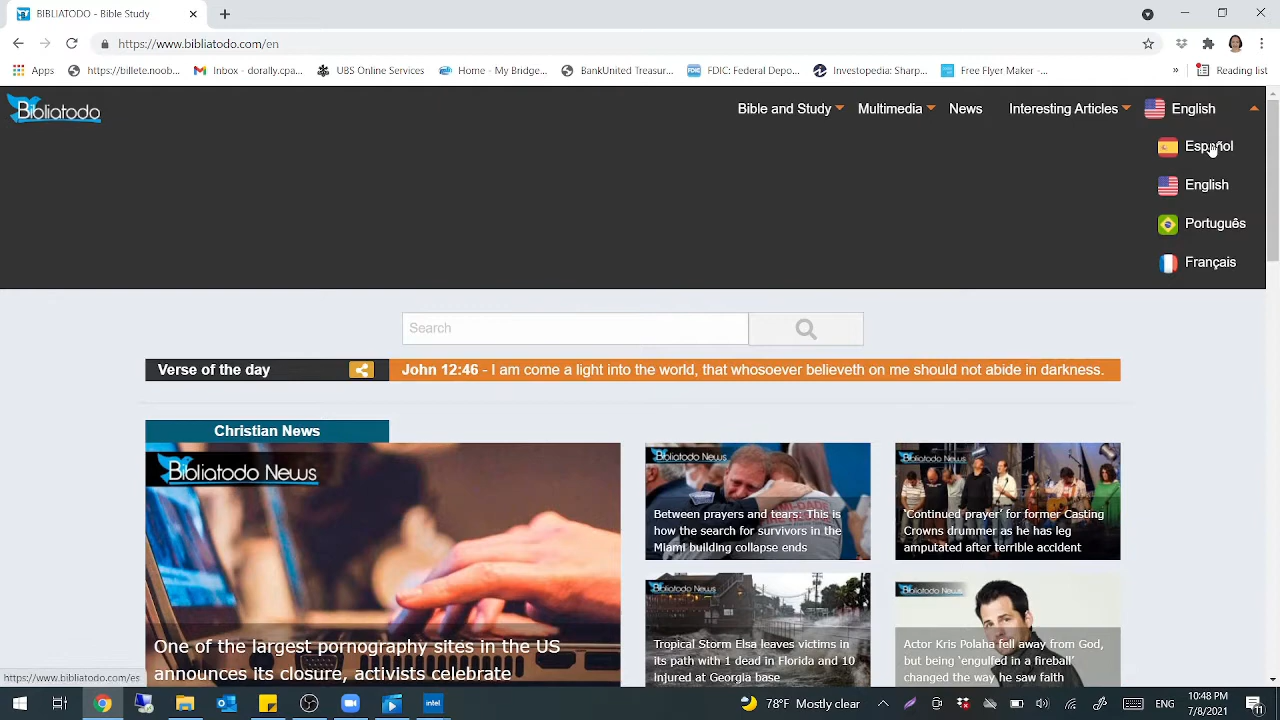 BIBLIATODO - Bible Study
https://www.bibliatodo.com/en
Apps
https://billete.noob...
Inbox - dorally.cpa...
UBS Online Services
Home - My Bridge...
BankUnited Treasur...
FDIC: Federal Depo...
Investopedia: Sharp...
Free Flyer Maker -...
»
Reading list
Bibliatodo
Bible and Study
Multimedia
News
Interesting Articles
English
Español
English
Português
Français
Search
Verse of the day
John 12:46 - I am come a light into the world, that whosoever believeth on me should not abide in darkness.
Christian News
Bibliatodo News
One of the largest pornography sites in the US
announces its closure, activists celebrate
Bibliatodo News
Between prayers and tears: This is
how the search for survivors in the
Miami building collapse ends
Bibliatodo News
'Continued prayer' for former Casting
Crowns drummer as he has leg
amputated after terrible accident
Bibliatodo News
Tropical Storm Elsa leaves victims in
its path with 1 dead in Florida and 10
injured at Georgia base
Bibliatodo News
Actor Kris Polaha fell away from God,
but being 'engulfed in a fireball'
changed the way he saw faith
https://www.bibliatodo.com/es
intel
78°F Mostly clear
10:48 PM
7/8/2021
11